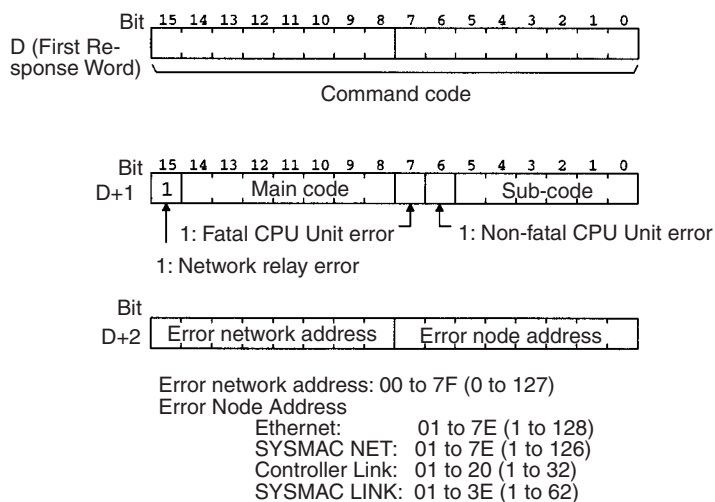 Bit 15 14 13 12 11 10 9 8 7 6 5 4 3 2 1 0
D (First Re-
sponse Word)
Command code
Bit 15 14 13 12 11 10 9 8 7 6 5 4 3 2 1 0
D+1 1 Main code Sub-code
1: Fatal CPU Unit error 1: Non-fatal CPU Unit error
1: Network relay error
Bit
D+2 Error network address Error node address
Error network address: 00 to 7F (0 to 127)
Error Node Address
Ethernet: 01 to 7E (1 to 128)
SYSMAC NET: 01 to 7E (1 to 126)
Controller Link: 01 to 20 (1 to 32)
SYSMAC LINK: 01 to 3E (1 to 62)